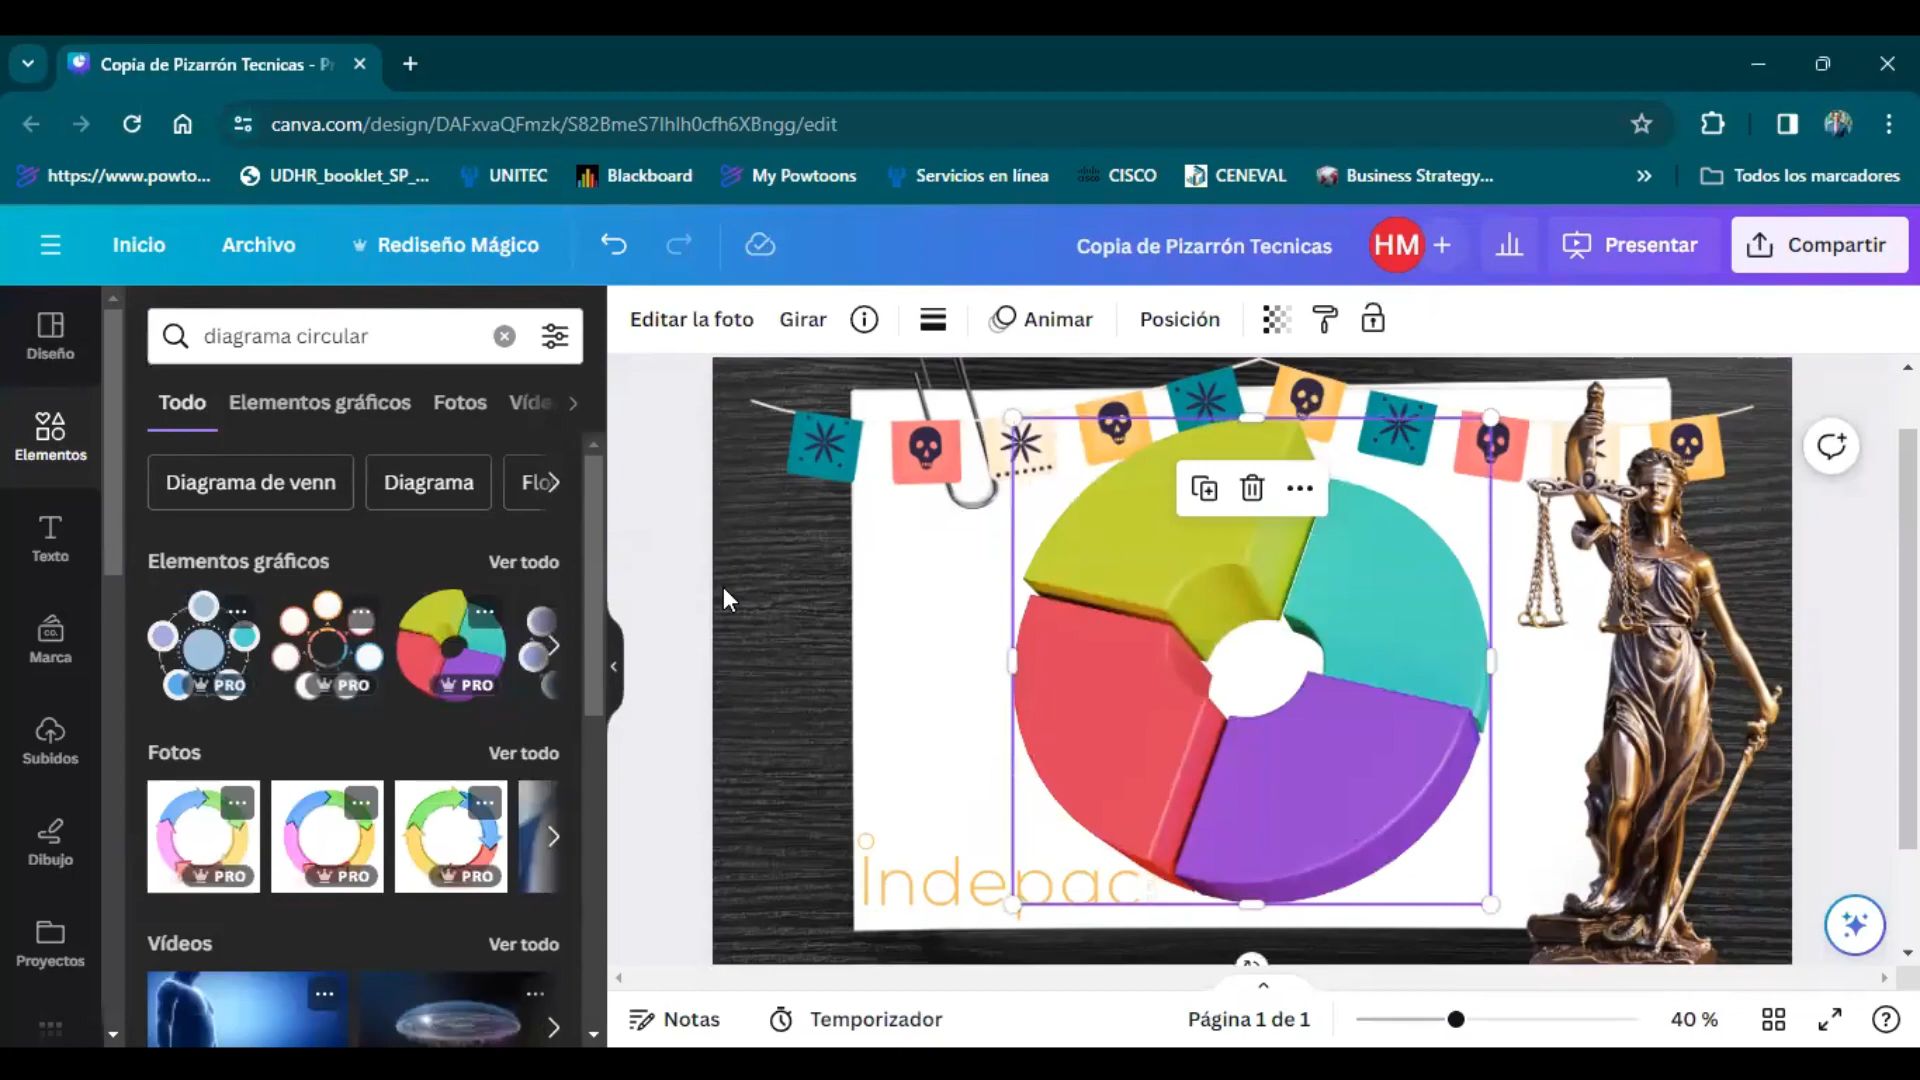 Copia de Pizarrón Tecnicas - Pr
canva.com/design/DAFxvaQFmzk/S82BmeS7lhlh0cfh6XBngg/edit
https://www.powto... UDHR_booklet_SP_... UNITEC Blackboard My Powtoons Servicios en línea CISCO CENEVAL Business Strategy... Todos los marcadores
Inicio Archivo Rediseño Mágico Copia de Pizarrón Tecnicas HM Presentar Compartir
Editar la foto Girar Animar Posición
Diseño
Elementos
Texto
Marca
Subidos
Dibujo
Proyectos
diagrama circular
Todo Elementos gráficos Fotos Víde
Diagrama de venn Diagrama Flo
Elementos gráficos Ver todo
PRO PRO PRO
Fotos Ver todo
PRO PRO PRO
Vídeos Ver todo
Indepac
Notas Temporizador Página 1 de 1 40 %